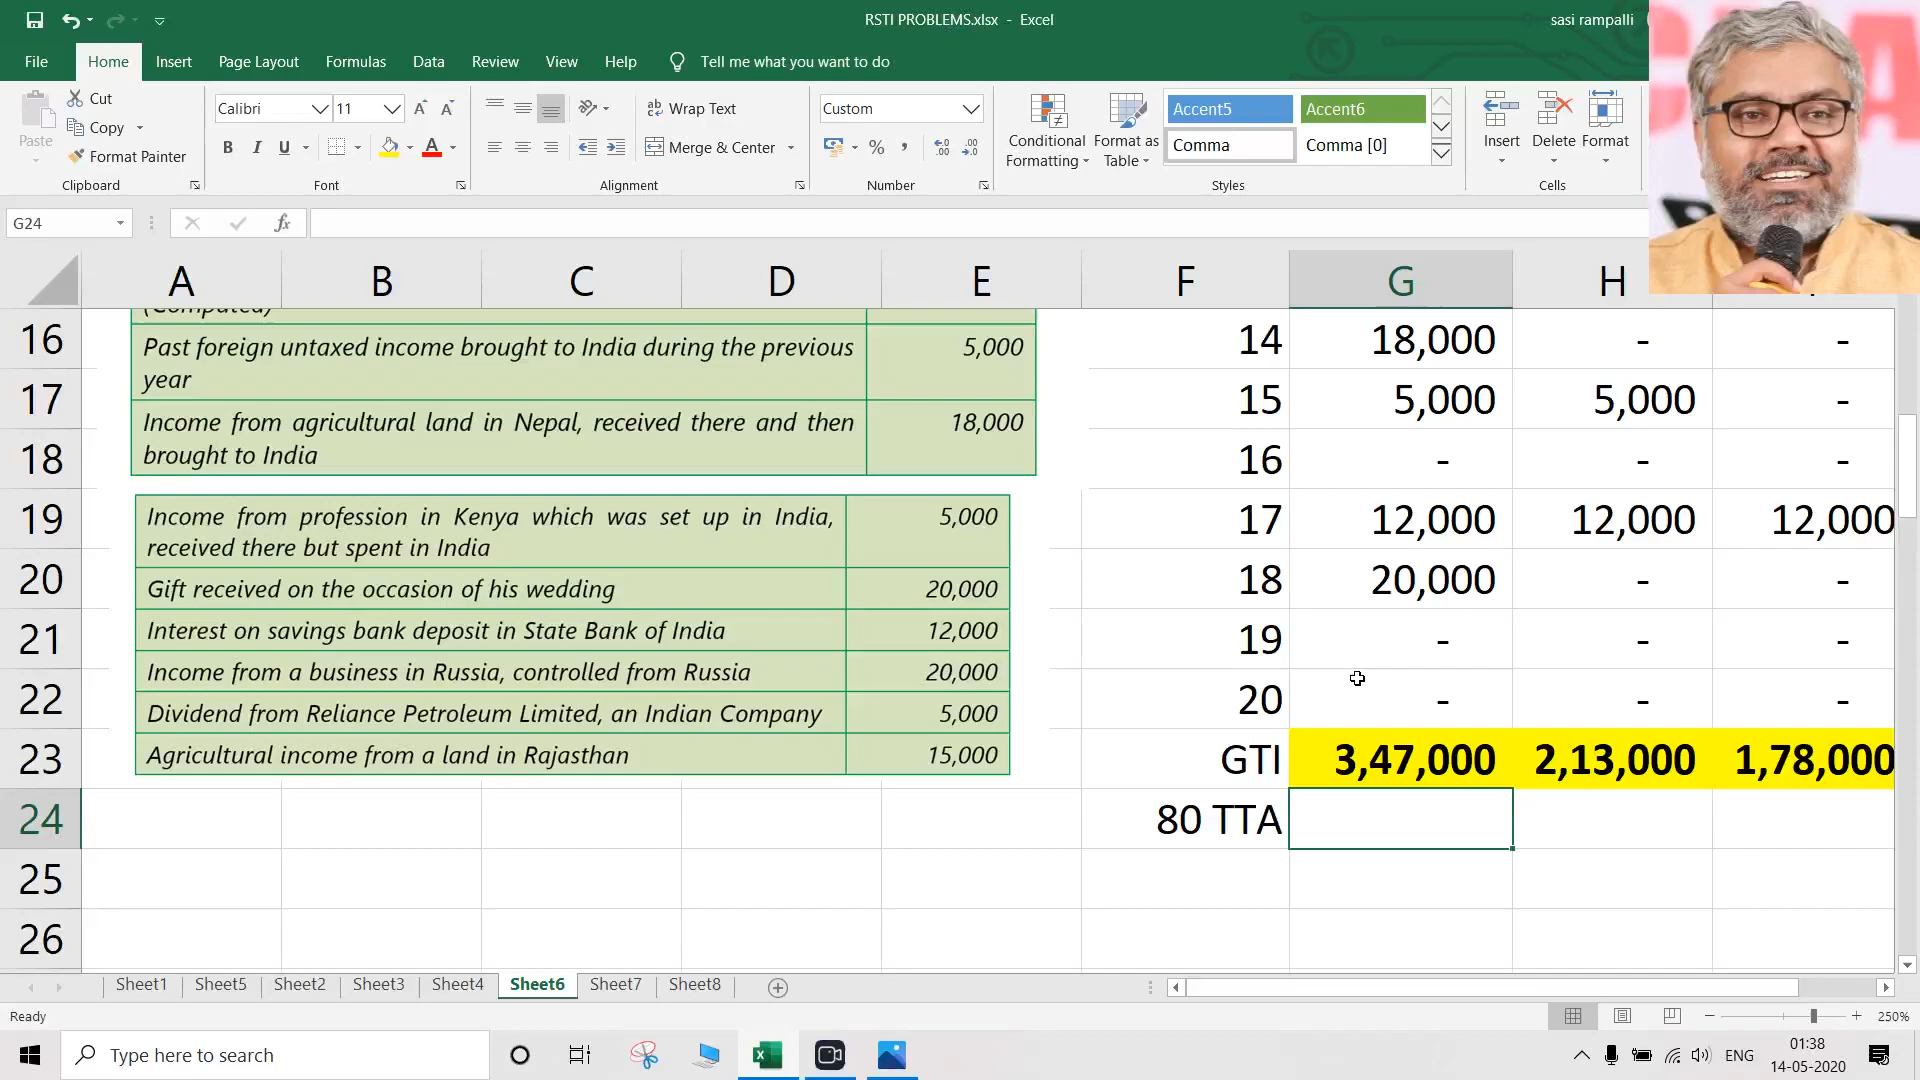 RSTI PROBLEMS.xlsx - Excel
sasi rampalli
File Home Insert Page Layout Formulas Data Review View Help Tell me what you want to do
Paste
Cut
Copy
Format Painter
Clipboard
Calibri 11
B I U
Font
Wrap Text
Merge & Center
Alignment
Custom
Number
Conditional Formatting
Format as Table
Accent5 Accent6
Comma Comma [0]
Styles
Insert Delete Format
Cells
G24
fx
A B C D E F G H
16
17
18
19
20
21
22
23
24
25
26
(Computed)
Past foreign untaxed income brought to India during the previous 5,000
year
Income from agricultural land in Nepal, received there and then 18,000
brought to India
Income from profession in Kenya which was set up in India, 5,000
received there but spent in India
Gift received on the occasion of his wedding 20,000
Interest on savings bank deposit in State Bank of India 12,000
Income from a business in Russia, controlled from Russia 20,000
Dividend from Reliance Petroleum Limited, an Indian Company 5,000
Agricultural income from a land in Rajasthan 15,000
14 18,000 - -
15 5,000 5,000 -
16 - - -
17 12,000 12,000 12,000
18 20,000 - -
19 - - -
20 - - -
GTI 3,47,000 2,13,000 1,78,000
80 TTA
Sheet1 Sheet5 Sheet2 Sheet3 Sheet4 Sheet6 Sheet7 Sheet8
Ready
250%
Type here to search
ENG
01:38
14-05-2020